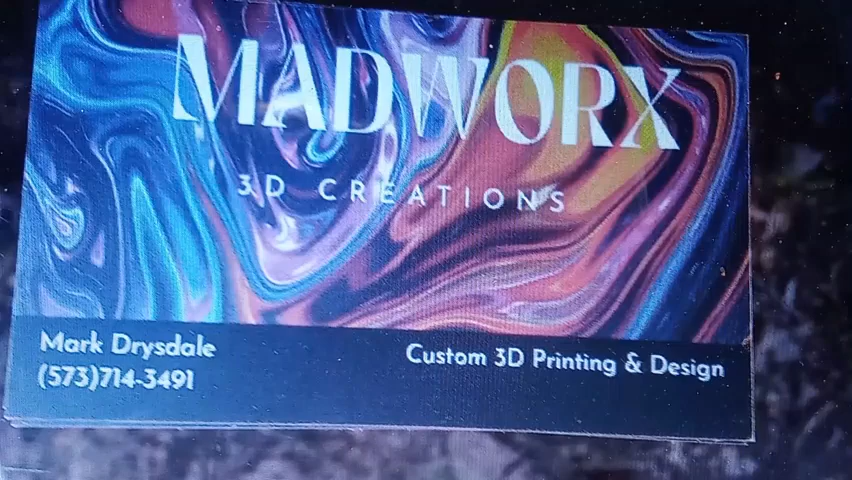 MADWORX
3D CREATIONS
Mark Drysdale
(573)714-3491
Custom 3D Printing & Design